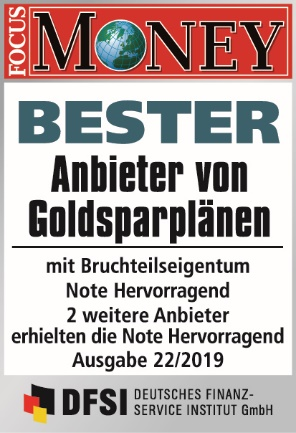 FOCUS
MONEY
BESTER
Anbieter von
Goldsparplänen
mit Bruchteilseigentum
Note Hervorragend
2 weitere Anbieter
erhielten die Note Hervorragend
Ausgabe 22/2019
DFSI DEUTSCHES FINANZ-
SERVICE INSTITUT GmbH